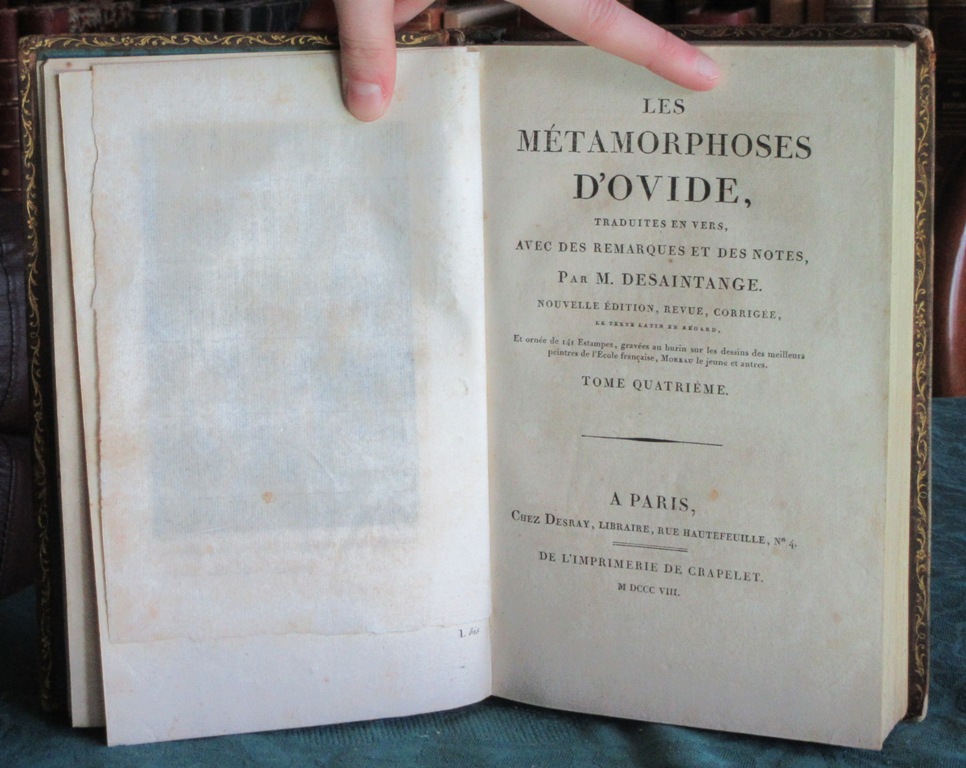 LES
MÉTAMORPHOSES
D'OVIDE,
TRADUITES EN VERS,
AVEC DES REMARQUES ET DES NOTES,
PAR M. DESAINTANGE.
NOUVELLE ÉDITION, REVUE, CORRIGÉE,
LE TEXTE LATIN EN REGARD,
Et ornée de 141 Estampes, gravées au burin sur les dessins des meilleurs
peintres de l'École française, MOREAU le jeune et autres.
TOME QUATRIÈME.
A PARIS,
CHEZ DESRAY, LIBRAIRE, RUE HAUTEFEUILLE, Nº 4.
DE L'IMPRIMERIE DE CRAPELET.
M DCCC VIII.